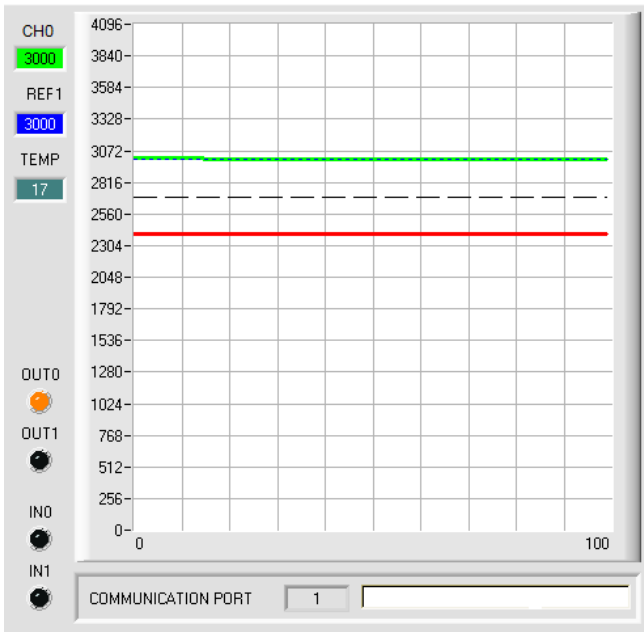 CH0
3000
REF1
3000
TEMP
17
OUT0
OUT1
IN0
IN1
4096
3840
3584
3328
3072
2816
2560
2304
2048
1792
1536
1280
1024
768
512
256
0
0 100
COMMUNICATION PORT 1